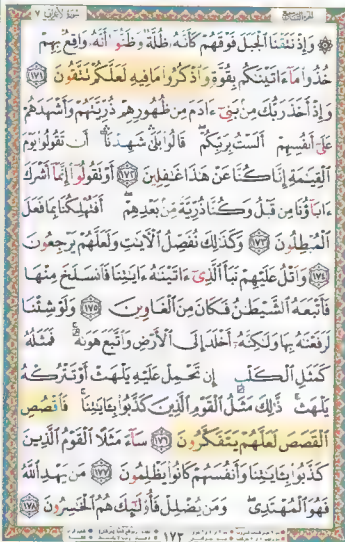 الجزء التاسع سورة الأعراف ٧
۞ وَإِذ نَتَقْنَا ٱلْجَبَلَ فَوْقَهُمْ كَأَنَّهُۥ ظُلَّةٌ وَظَنُّوٓا۟ أَنَّهُۥ وَاقِعٌۢ بِهِمْ
خُذُوا۟ مَآ ءَاتَيْنَٰكُم بِقُوَّةٍ وَٱذْكُرُوا۟ مَا فِيهِ لَعَلَّكُمْ تَتَّقُونَ ١٧١
وَإِذْ أَخَذَ رَبُّكَ مِنۢ بَنِىٓ ءَادَمَ مِن ظُهُورِهِمْ ذُرِّيَّتَهُمْ وَأَشْهَدَهُمْ
عَلَىٰٓ أَنفُسِهِمْ أَلَسْتُ بِرَبِّكُمْ قَالُوا۟ بَلَىٰ شَهِدْنَآ أَن تَقُولُوا۟ يَوْمَ
ٱلْقِيَٰمَةِ إِنَّا كُنَّا عَنْ هَٰذَا غَٰفِلِينَ ١٧٢ أَوْ تَقُولُوٓا۟ إِنَّمَآ أَشْرَكَ
ءَابَآؤُنَا مِن قَبْلُ وَكُنَّا ذُرِّيَّةً مِّنۢ بَعْدِهِمْ أَفَتُهْلِكُنَا بِمَا فَعَلَ
ٱلْمُبْطِلُونَ ١٧٣ وَكَذَٰلِكَ نُفَصِّلُ ٱلْءَايَٰتِ وَلَعَلَّهُمْ يَرْجِعُونَ
١٧٤ وَٱتْلُ عَلَيْهِمْ نَبَأَ ٱلَّذِىٓ ءَاتَيْنَٰهُ ءَايَٰتِنَا فَٱنسَلَخَ مِنْهَا
فَأَتْبَعَهُ ٱلشَّيْطَٰنُ فَكَانَ مِنَ ٱلْغَاوِينَ ١٧٥ وَلَوْ شِئْنَا
لَرَفَعْنَٰهُ بِهَا وَلَٰكِنَّهُۥٓ أَخْلَدَ إِلَى ٱلْأَرْضِ وَٱتَّبَعَ هَوَىٰهُ فَمَثَلُهُۥ
كَمَثَلِ ٱلْكَلْبِ إِن تَحْمِلْ عَلَيْهِ يَلْهَثْ أَوْ تَتْرُكْهُ
يَلْهَث ذَّٰلِكَ مَثَلُ ٱلْقَوْمِ ٱلَّذِينَ كَذَّبُوا۟ بِـَٔايَٰتِنَا فَٱقْصُصِ
ٱلْقَصَصَ لَعَلَّهُمْ يَتَفَكَّرُونَ ١٧٦ سَآءَ مَثَلًا ٱلْقَوْمُ ٱلَّذِينَ
كَذَّبُوا۟ بِـَٔايَٰتِنَا وَأَنفُسَهُمْ كَانُوا۟ يَظْلِمُونَ ١٧٧ مَن يَهْدِ ٱللَّهُ
فَهُوَ ٱلْمُهْتَدِى وَمَن يُضْلِلْ فَأُو۟لَٰٓئِكَ هُمُ ٱلْخَٰسِرُونَ ١٧٨
١٧٣